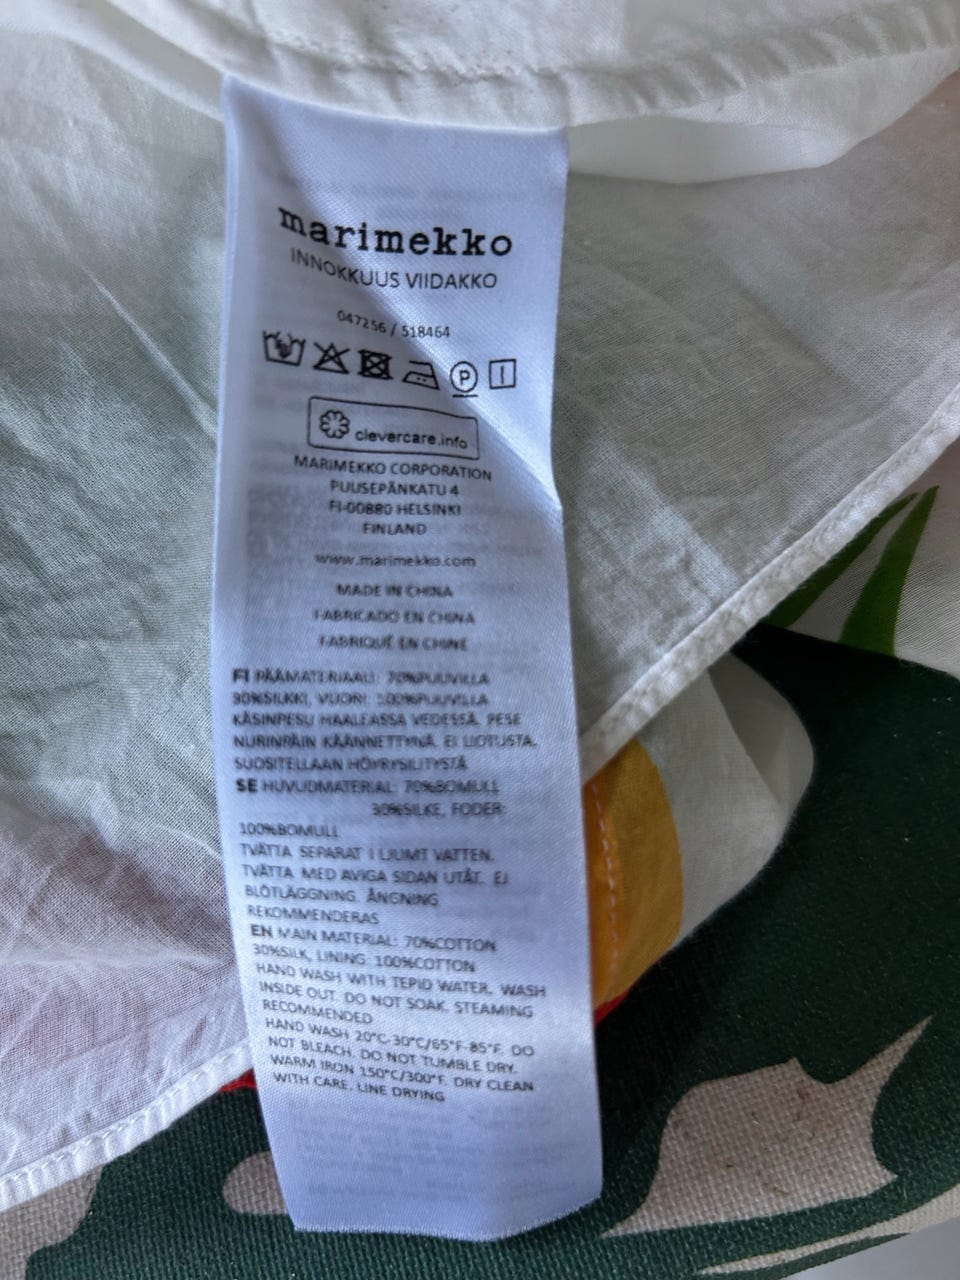 marimekko
INNOKKUUS VIIDAKKO
047256 / 518464
P
clevercare.info
MARIMEKKO CORPORATION
PUUSEPÄNKATU 4
FI-00880 HELSINKI
FINLAND
www.marimekko.com
MADE IN CHINA
FABRICADO EN CHINA
FABRIQUÉ EN CHINE
FI PÄÄMATERIAALI: 70%PUUVILLA
30%SILKKI, VUORI: 100%PUUVILLA
KÄSINPESU HAALEASSA VEDESSÄ. PESE
NURINPÄIN KÄÄNNETTYNÄ. EI LIOTUSTA.
SUOSITELLAAN HÖYRYSILITYSTÄ
SE HUVUDMATERIAL: 70%BOMULL
30%SILKE, FODER:
100%BOMULL
TVÄTTA SEPARAT I LJUMT VATTEN.
TVÄTTA MED AVIGA SIDAN UTÅT. EJ
BLÖTLÄGGNING. ÅNGNING
REKOMMENDERAS
EN MAIN MATERIAL: 70%COTTON
30%SILK, LINING: 100%COTTON
HAND WASH WITH TEPID WATER. WASH
INSIDE OUT. DO NOT SOAK. STEAMING
RECOMMENDED
HAND WASH 20°C-30°C/65°F-85°F. DO
NOT BLEACH. DO NOT TUMBLE DRY.
WARM IRON 150°C/300°F. DRY CLEAN
WITH CARE. LINE DRYING